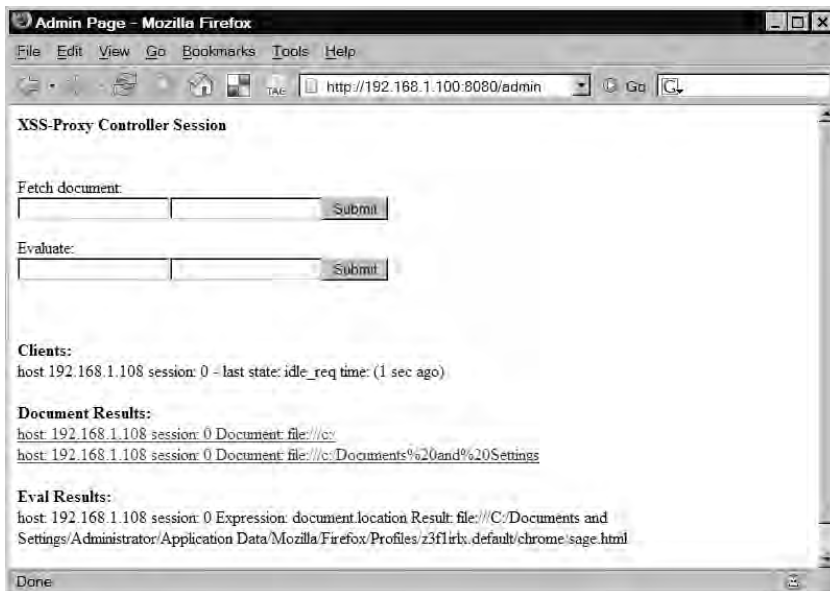 Admin Page - Mozilla Firefox
File Edit View Go Bookmarks Tools Help
TAG http://192.168.1.100:8080/admin Go G
XSS-Proxy Controller Session
Fetch document:
Submit
Evaluate:
Submit
Clients:
host 192.168.1.108 session: 0 - last state: idle_req time: (1 sec ago)
Document Results:
host: 192.168.1.108 session: 0 Document: file:///c:/
host: 192.168.1.108 session: 0 Document: file:///c:/Documents%20and%20Settings
Eval Results:
host: 192.168.1.108 session: 0 Expression: document.location Result: file:///C:/Documents and
Settings/Administrator/Application Data/Mozilla/Firefox/Profiles/z3f1irlx.default/chrome/sage.html
Done